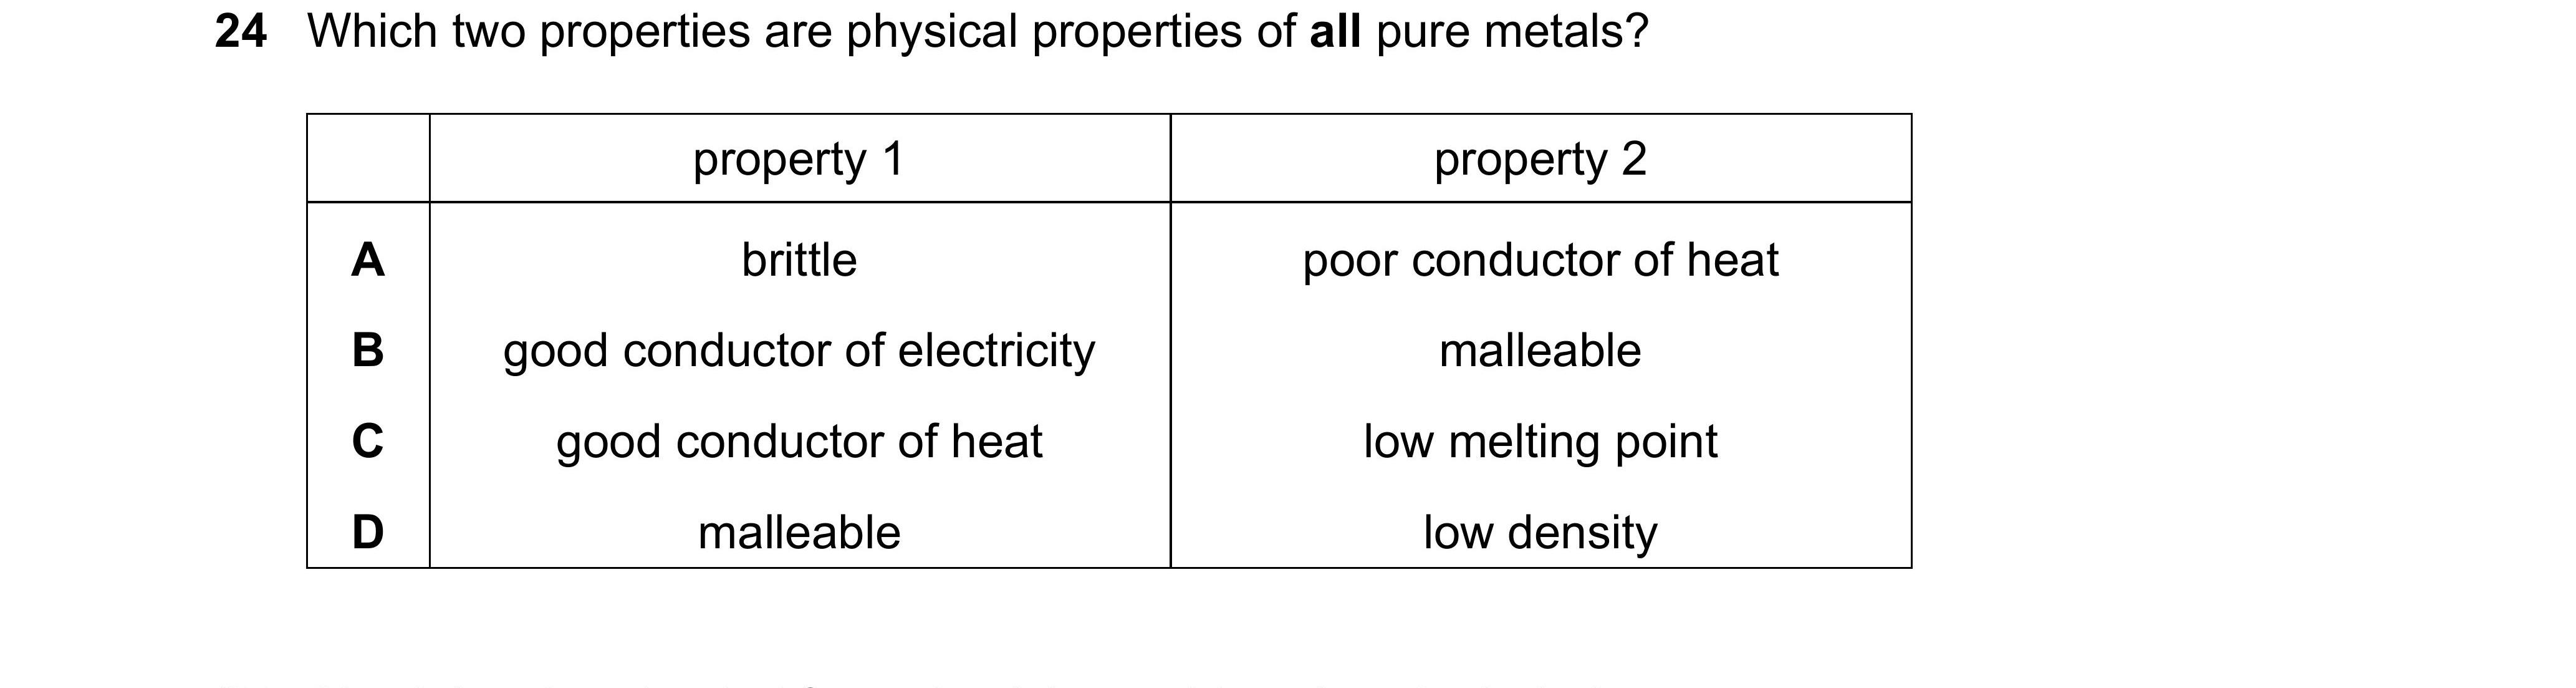 24 Which two properties are physical properties of all pure metals?
property 1 property 2
A brittle poor conductor of heat
B good conductor of electricity malleable
C good conductor of heat low melting point
D malleable low density